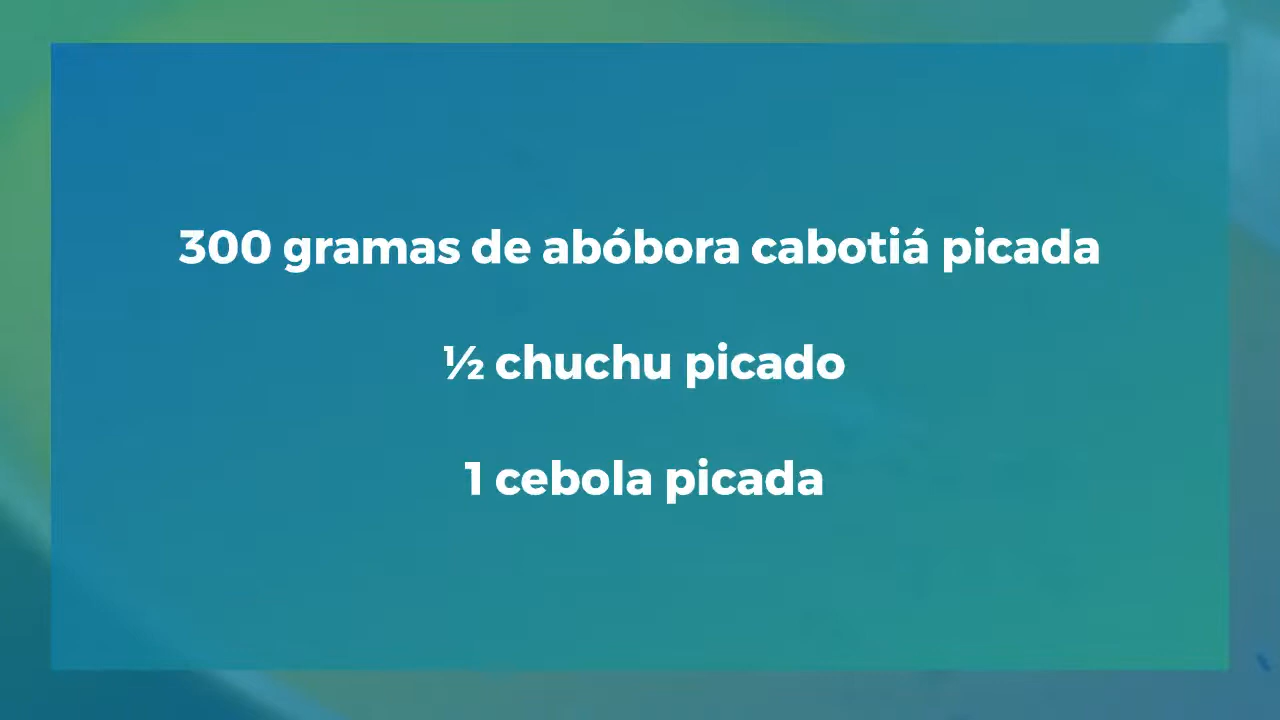 300 gramas de abóbora cabotiá picada
½ chuchu picado
1 cebola picada